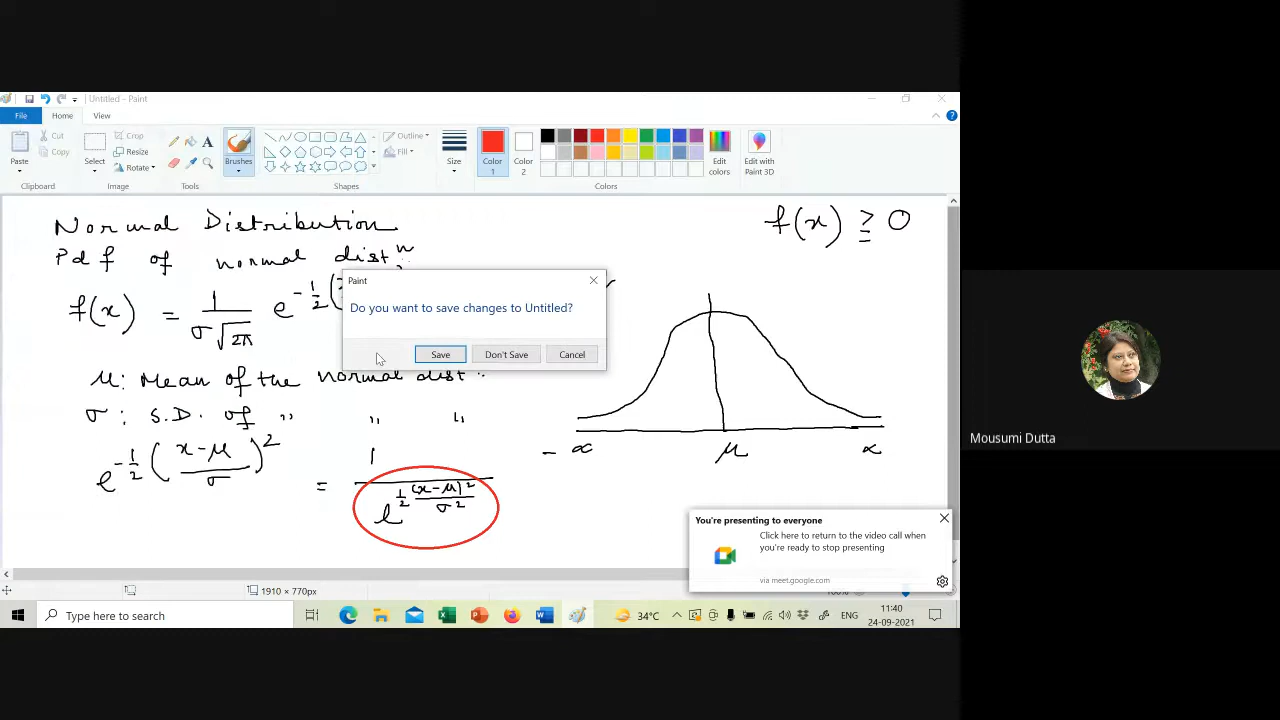 Untitled - Paint
File Home View
Paste
Cut
Copy
Clipboard
Select
Crop
Resize
Rotate
Image
Tools
Brushes
Shapes
Outline
Fill
Size
Color 1
Color 2
Colors
Edit colors
Edit with Paint 3D
Normal Distribution
f(x) ≥ 0
Pdf of normal distn
f(x) = 1/σ√2π e^-1/2(
Paint
Do you want to save changes to Untitled?
Save Don't Save Cancel
μ: Mean of the normal dist
σ: S.D. of " " "
e^-1/2(x-μ/σ)^2 = 1/e^1/2 (x-μ)^2/σ^2
- ∝ μ ∝
You're presenting to everyone
Click here to return to the video call when
you're ready to stop presenting
via meet.google.com
1910 × 770px
100%
Type here to search
34°C
ENG
11:40
24-09-2021
Mousumi Dutta